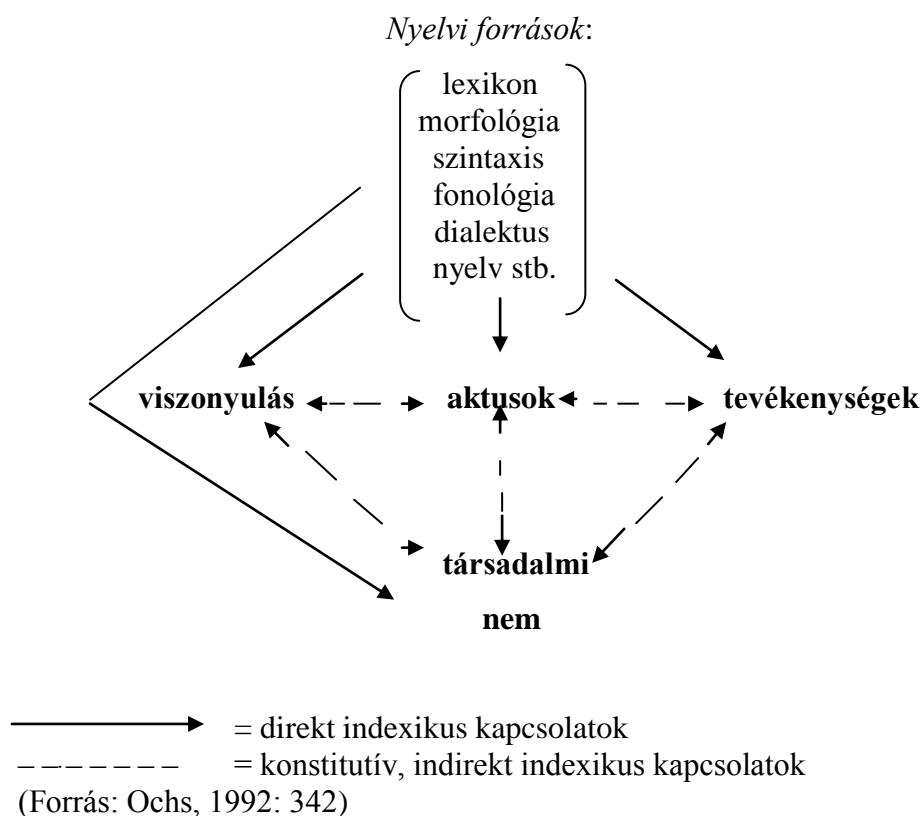 Nyelvi források:
lexikon
morfológia
szintaxis
fonológia
dialektus
nyelv stb.
viszonyulás aktusok tevékenységek
társadalmi
nem
= direkt indexikus kapcsolatok
= konstitutív, indirekt indexikus kapcsolatok
(Forrás: Ochs, 1992: 342)